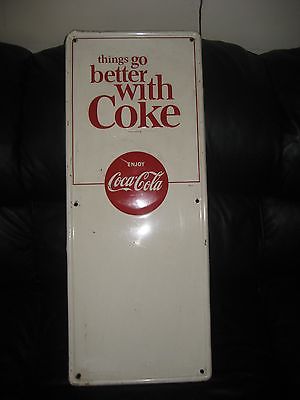 things go
better
with
Coke
ENJOY
Coca-Cola